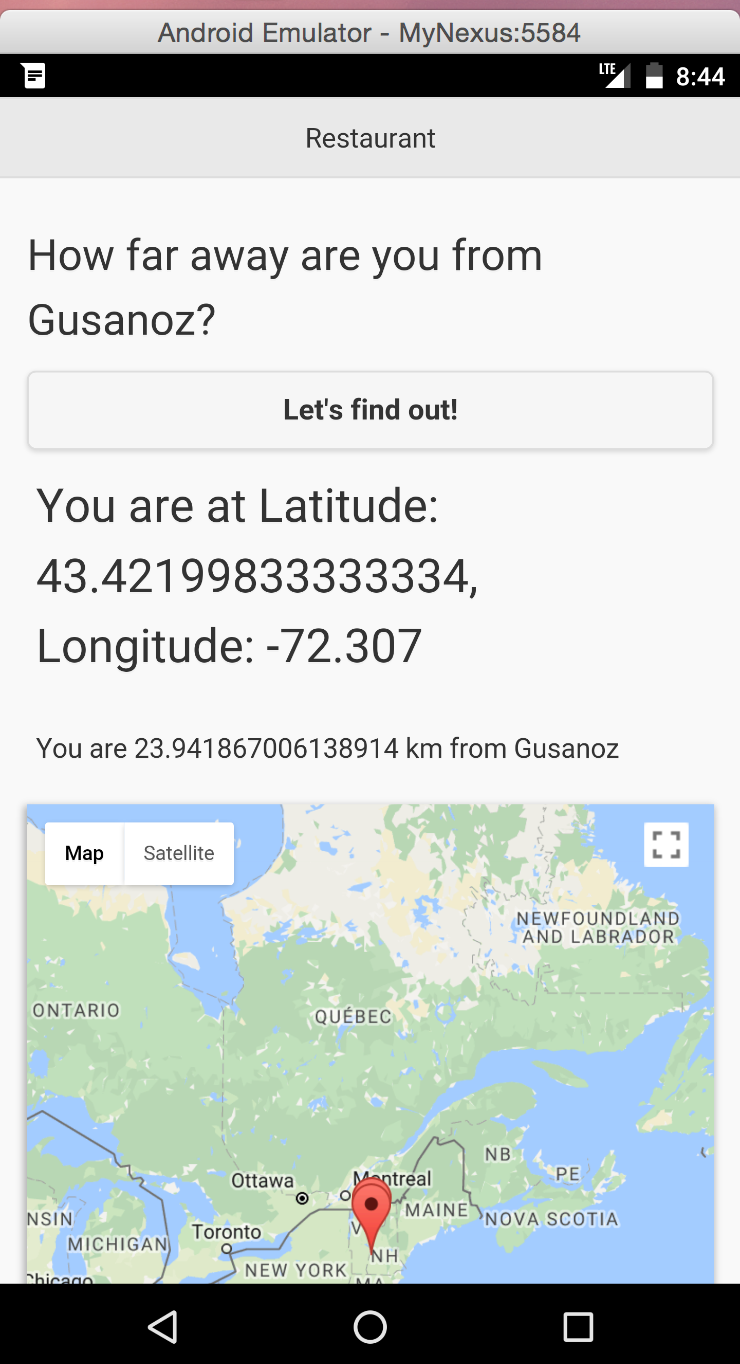 Android Emulator - MyNexus:5584
LTE 8:44
Restaurant
How far away are you from
Gusanoz?
Let's find out!
You are at Latitude:
43.42199833333334,
Longitude: -72.307
You are 23.941867006138914 km from Gusanoz
Map Satellite
NEWFOUNDLAND
AND LABRADOR
ONTARIO
QUÉBEC
NB
Ottawa
Montreal
PE
MAINE
NSIN
NOVA SCOTIA
V
Toronto
MICHIGAN
NH
NEW YORK
Chicago
MA